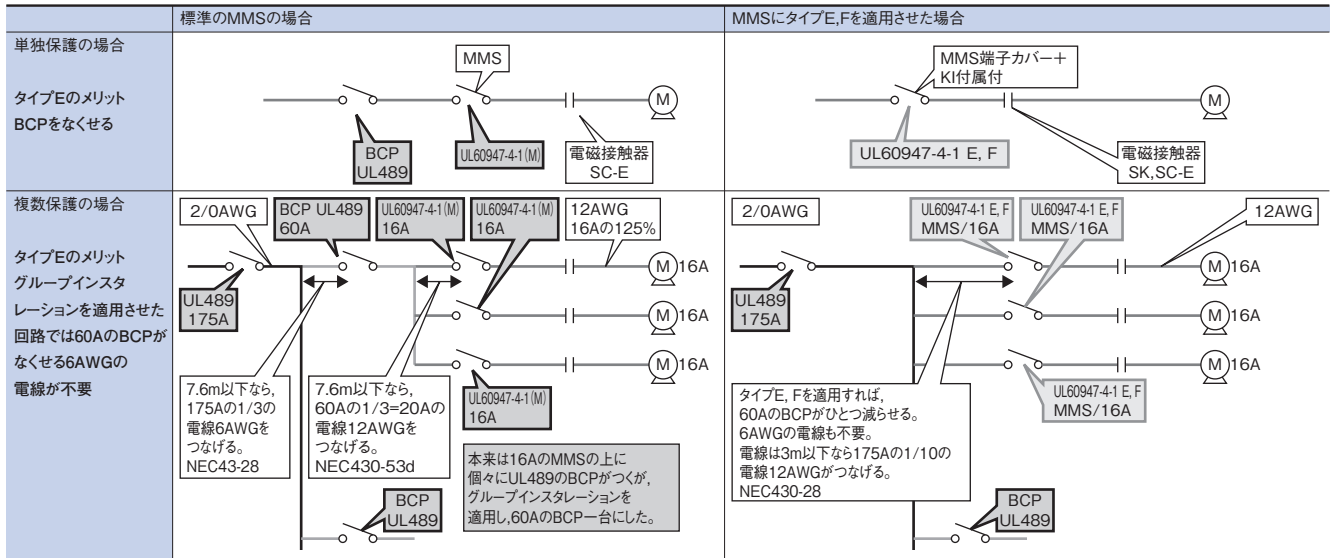 標準のMMSの場合
MMSにタイプE,Fを適用させた場合
単独保護の場合
タイプEのメリット
BCPをなくせる
MMS
BCP
UL489
UL60947-4-1(M)
電磁接触器
SC-E
M
MMS端子カバー＋
KI付属付
UL60947-4-1 E, F
電磁接触器
SK,SC-E
M
複数保護の場合
タイプEのメリット
グループインスタ
レーションを適用させた
回路では60AのBCPが
なくせる6AWGの
電線が不要
2/0AWG
BCP UL489
60A
UL60947-4-1(M)
16A
UL60947-4-1(M)
16A
12AWG
16Aの125%
M 16A
UL489
175A
M 16A
M 16A
UL60947-4-1(M)
16A
7.6m以下なら,
175Aの1/3の
電線6AWGを
つなげる。
NEC43-28
7.6m以下なら,
60Aの1/3=20Aの
電線12AWGを
つなげる。
NEC430-53d
本来は16AのMMSの上に
個々にUL489のBCPがつくが,
グループインスタレーションを
適用し,60AのBCP一台にした。
BCP
UL489
2/0AWG
UL60947-4-1 E, F
MMS/16A
UL60947-4-1 E, F
MMS/16A
12AWG
M 16A
UL489
175A
M 16A
M 16A
UL60947-4-1 E, F
MMS/16A
タイプE, Fを適用すれば,
60AのBCPがひとつ減らせる。
6AWGの電線も不要。
電線は3m以下なら175Aの1/10の
電線12AWGがつなげる。
NEC430-28
BCP
UL489